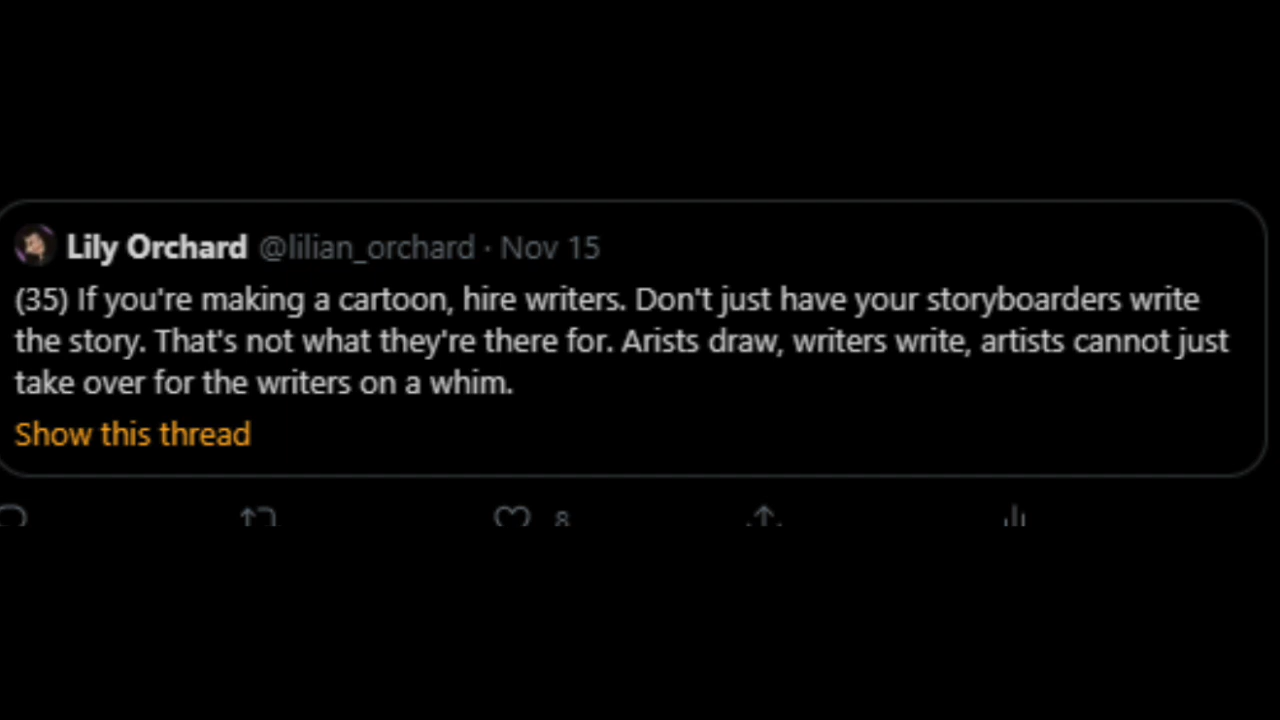 Lily Orchard @lilian_orchard · Nov 15
(35) If you're making a cartoon, hire writers. Don't just have your storyboarders write
the story. That's not what they're there for. Arists draw, writers write, artists cannot just
take over for the writers on a whim.
Show this thread
8